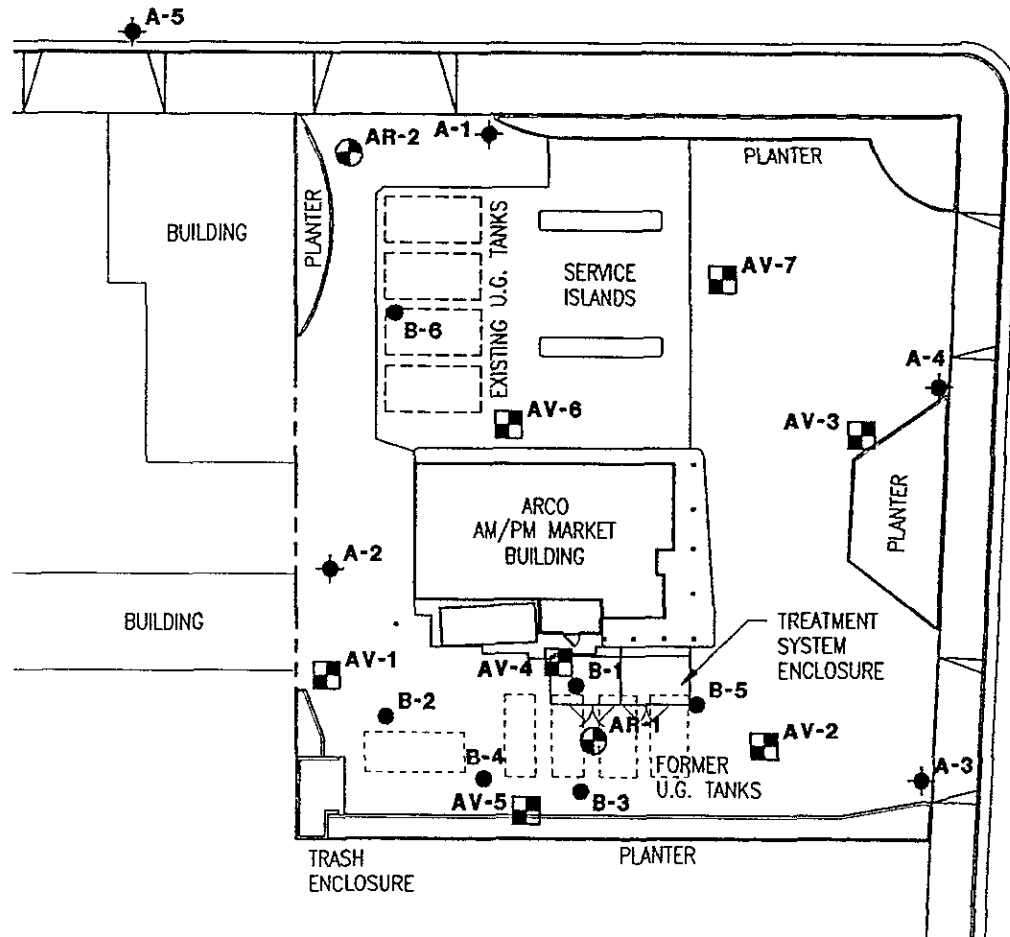 A-5
A-1
AR-2
PLANTER
BUILDING
PLANTER
EXISTING U.G. TANKS
SERVICE
ISLANDS
AV-7
B-6
A-4
AV-6
AV-3
ARCO
AM/PM MARKET
BUILDING
PLANTER
A-2
BUILDING
TREATMENT
SYSTEM
ENCLOSURE
AV-1
AV-4
B-1
B-5
B-2
AR-1
AV-2
B-4
FORMER
U.G. TANKS
A-3
AV-5
B-3
TRASH
ENCLOSURE
PLANTER